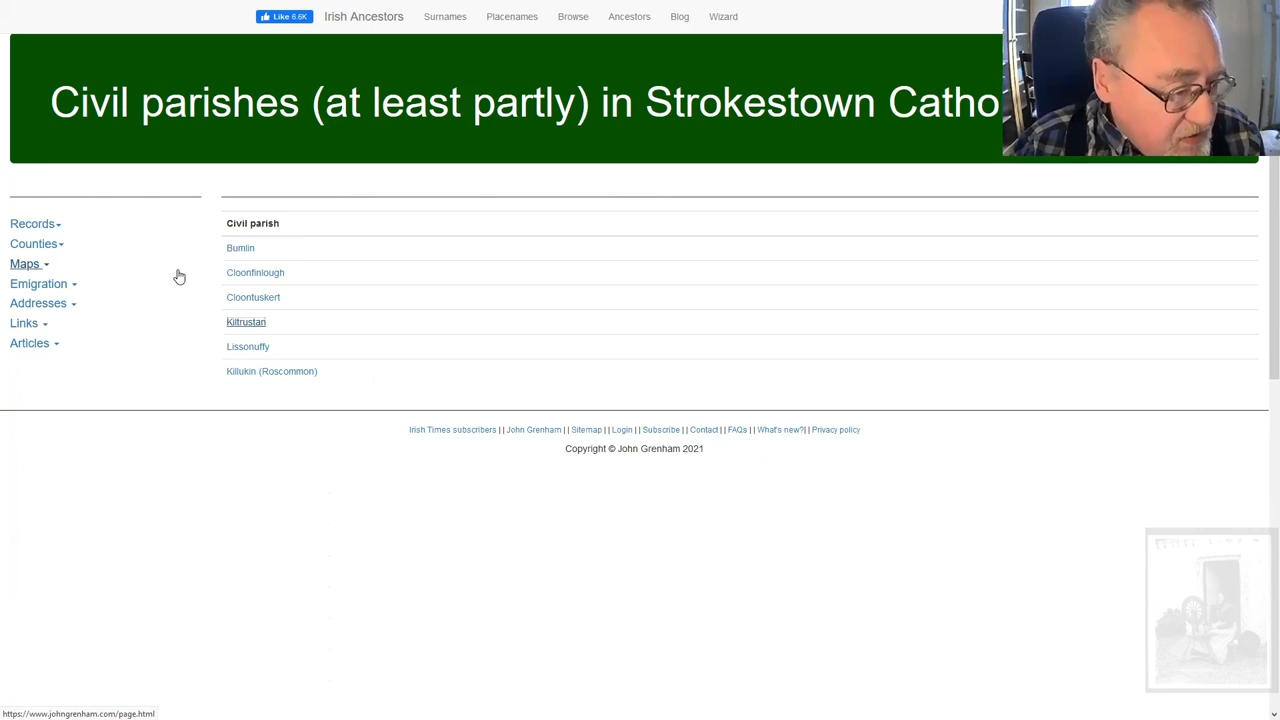 Like 6.6K Irish Ancestors Surnames Placenames Browse Ancestors Blog Wizard
Civil parishes (at least partly) in Strokestown Catho
Records
Counties
Maps
Emigration
Addresses
Links
Articles
Civil parish
Bumlin
Cloonfinlough
Cloontuskert
Kiltrustan
Lissonuffy
Killukin (Roscommon)
Irish Times subscribers | | John Grenham | | Sitemap | | Login | | Subscribe | | Contact | | FAQs | | What's new?| | Privacy policy
Copyright © John Grenham 2021
https://www.johngrenham.com/page.html